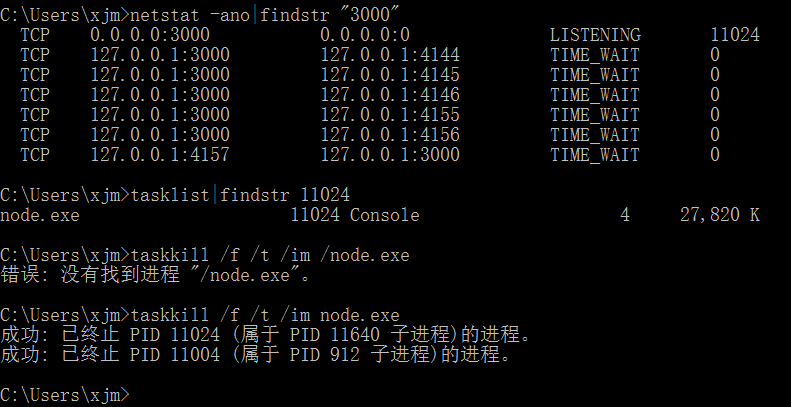 C:\Users\xjm>netstat -ano|findstr "3000"
TCP 0.0.0.0:3000 0.0.0.0:0 LISTENING 11024
TCP 127.0.0.1:3000 127.0.0.1:4144 TIME_WAIT 0
TCP 127.0.0.1:3000 127.0.0.1:4145 TIME_WAIT 0
TCP 127.0.0.1:3000 127.0.0.1:4146 TIME_WAIT 0
TCP 127.0.0.1:3000 127.0.0.1:4155 TIME_WAIT 0
TCP 127.0.0.1:3000 127.0.0.1:4156 TIME_WAIT 0
TCP 127.0.0.1:4157 127.0.0.1:3000 TIME_WAIT 0
C:\Users\xjm>tasklist|findstr 11024
node.exe 11024 Console 4 27,820 K
C:\Users\xjm>taskkill /f /t /im /node.exe
错误: 没有找到进程 "/node.exe"。
C:\Users\xjm>taskkill /f /t /im node.exe
成功: 已终止 PID 11024 (属于 PID 11640 子进程)的进程。
成功: 已终止 PID 11004 (属于 PID 912 子进程)的进程。
C:\Users\xjm>